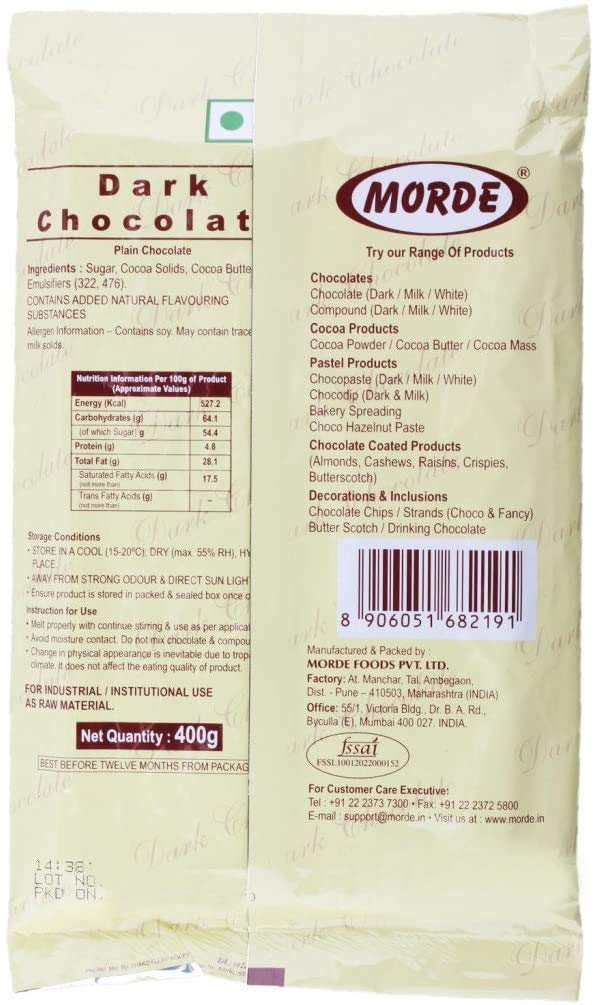 Dark
Chocolat
Plain Chocolate
Ingredients : Sugar, Cocoa Solids, Cocoa Butte
Emulsifiers (322, 476).
CONTAINS ADDED NATURAL FLAVOURING
SUBSTANCES
Allergen Information – Contains soy. May contain trace
milk solids.
Nutrition Information Per 100g of Product
(Approximate Values)
Energy (Kcal) 527.2
Carbohydrates (g) 64.1
(of which Sugar) g 54.4
Protein (g) 4.8
Total Fat (g) 28.1
Saturated Fatty Acids (g) 17.5
(not more than)
Trans Fatty Acids (g) –
(not more than)
Storage Conditions
• STORE IN A COOL (15-20ºC), DRY (max. 55% RH), HY
PLACE.
• AWAY FROM STRONG ODOUR & DIRECT SUN LIGH
• Ensure product is stored in packed & sealed box once o
Instruction for Use
• Melt properly with continue stirring & use as per applicat
• Avoid moisture contact. Do not mix chocolate & compou
• Change in physical appearance is inevitable due to trop
climate. It does not affect the eating quality of product.
FOR INDUSTRIAL / INSTITUTIONAL USE
AS RAW MATERIAL.
Net Quantity : 400g
BEST BEFORE TWELVE MONTHS FROM PACKAG
14:38
LOT NO.
PKD ON.
MORDE ®
Try our Range Of Products
Chocolates
Chocolate (Dark / Milk / White)
Compound (Dark / Milk / White)
Cocoa Products
Cocoa Powder / Cocoa Butter / Cocoa Mass
Pastel Products
Chocopaste (Dark / Milk / White)
Chocodip (Dark & Milk)
Bakery Spreading
Choco Hazelnut Paste
Chocolate Coated Products
(Almonds, Cashews, Raisins, Crispies,
Butterscotch)
Decorations & Inclusions
Chocolate Chips / Strands (Choco & Fancy)
Butter Scotch / Drinking Chocolate
8 906051 682191
Manufactured & Packed by :
MORDE FOODS PVT. LTD.
Factory: At. Manchar, Tal. Ambegaon,
Dist. - Pune – 410503, Maharashtra (INDIA)
Office: 55/1, Victoria Bldg., Dr. B. A. Rd.,
Byculla (E), Mumbai 400 027. INDIA.
fssai
FSSL10012022000152
For Customer Care Executive:
Tel : +91 22 2373 7300 • Fax: +91 22 2372 5800
E-mail : support@morde.in • Visit us at : www.morde.in